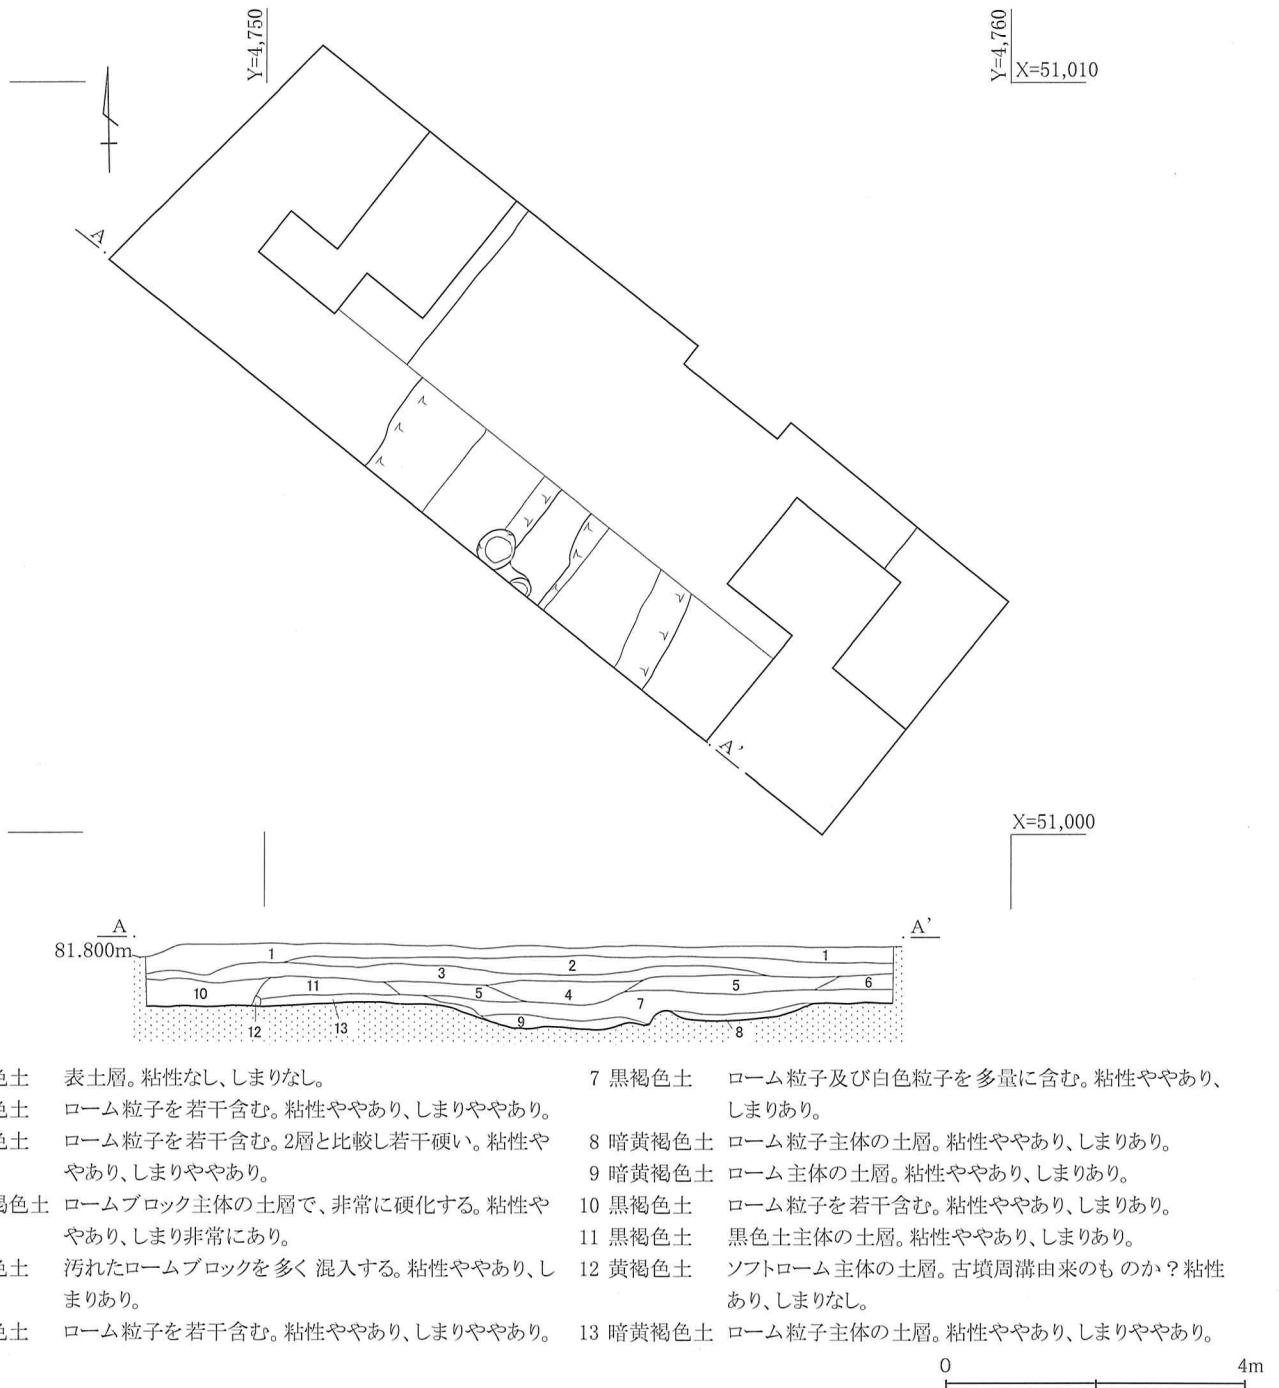 Y=4,750
Y=4,760
X=51,010
A
A'
X=51,000
A
A'
81.800m
1
1
2
3
4
5
5
6
7
8
9
10
11
12
13
色土 表土層。粘性なし、しまりなし。
色土 ローム粒子を若干含む。粘性ややあり、しまりややあり。
色土 ローム粒子を若干含む。2層と比較し若干硬い。粘性や
やあり、しまりややあり。
褐色土 ロームブロック主体の土層で、非常に硬化する。粘性や
やあり、しまり非常にあり。
色土 汚れたロームブロックを多く混入する。粘性ややあり、し
まりあり。
色土 ローム粒子を若干含む。粘性ややあり、しまりややあり。
7 黒褐色土 ローム粒子及び白色粒子を多量に含む。粘性ややあり、
しまりあり。
8 暗黄褐色土 ローム粒子主体の土層。粘性ややあり、しまりあり。
9 暗黄褐色土 ローム主体の土層。粘性ややあり、しまりあり。
10 黒褐色土 ローム粒子を若干含む。粘性ややあり、しまりあり。
11 黒褐色土 黒色土主体の土層。粘性ややあり、しまりあり。
12 黄褐色土 ソフトローム主体の土層。古墳周溝由来のものか？粘性
あり、しまりなし。
13 暗黄褐色土 ローム粒子主体の土層。粘性ややあり、しまりややあり。
0 4m